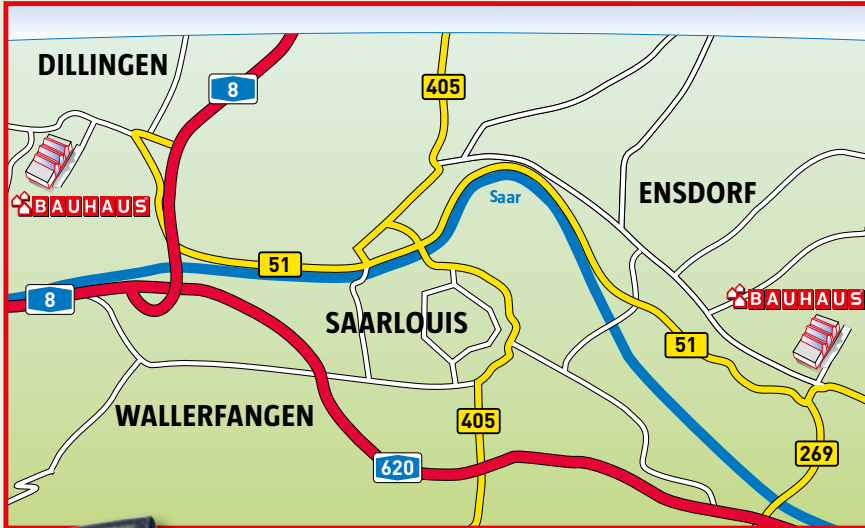 DILLINGEN
8
405
BAUHAUS
Saar
ENSDORF
51
8
BAUHAUS
SAARLOUIS
51
WALLERFANGEN
405
620
269